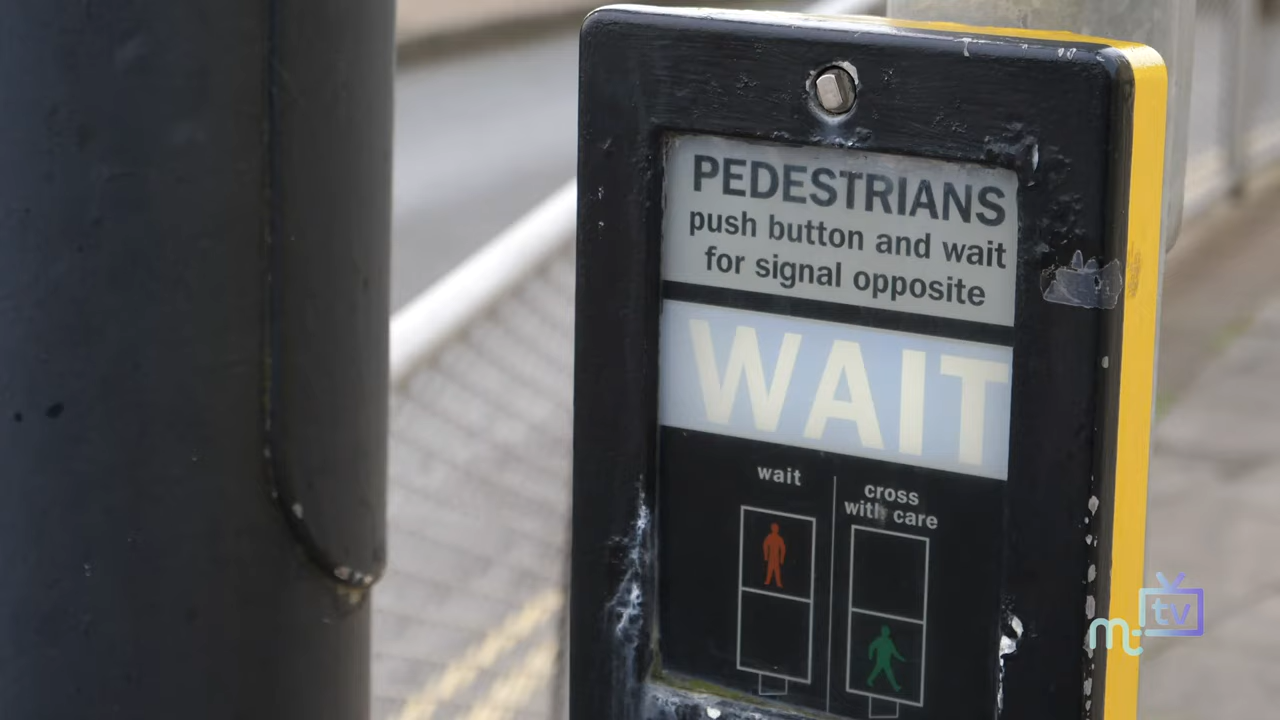 PEDESTRIANS
push button and wait
for signal opposite
WAIT
wait
cross
with care
m tv